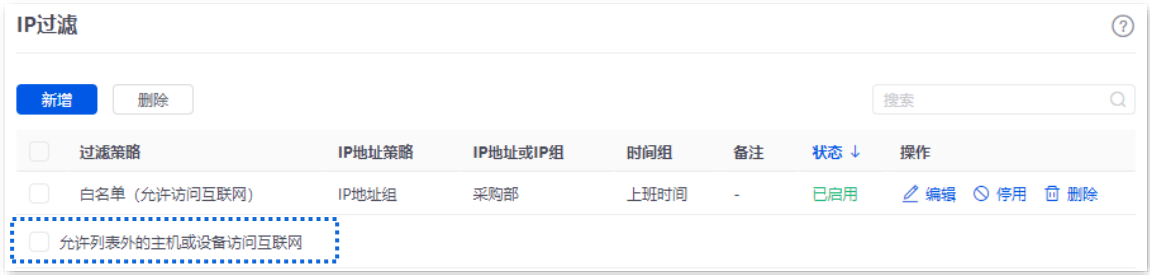 IP过滤
新增 删除 搜索
过滤策略 IP地址策略 IP地址或IP组 时间组 备注 状态 ↓ 操作
白名单（允许访问互联网） IP地址组 采购部 上班时间 - 已启用 编辑 停用 删除
允许列表外的主机或设备访问互联网